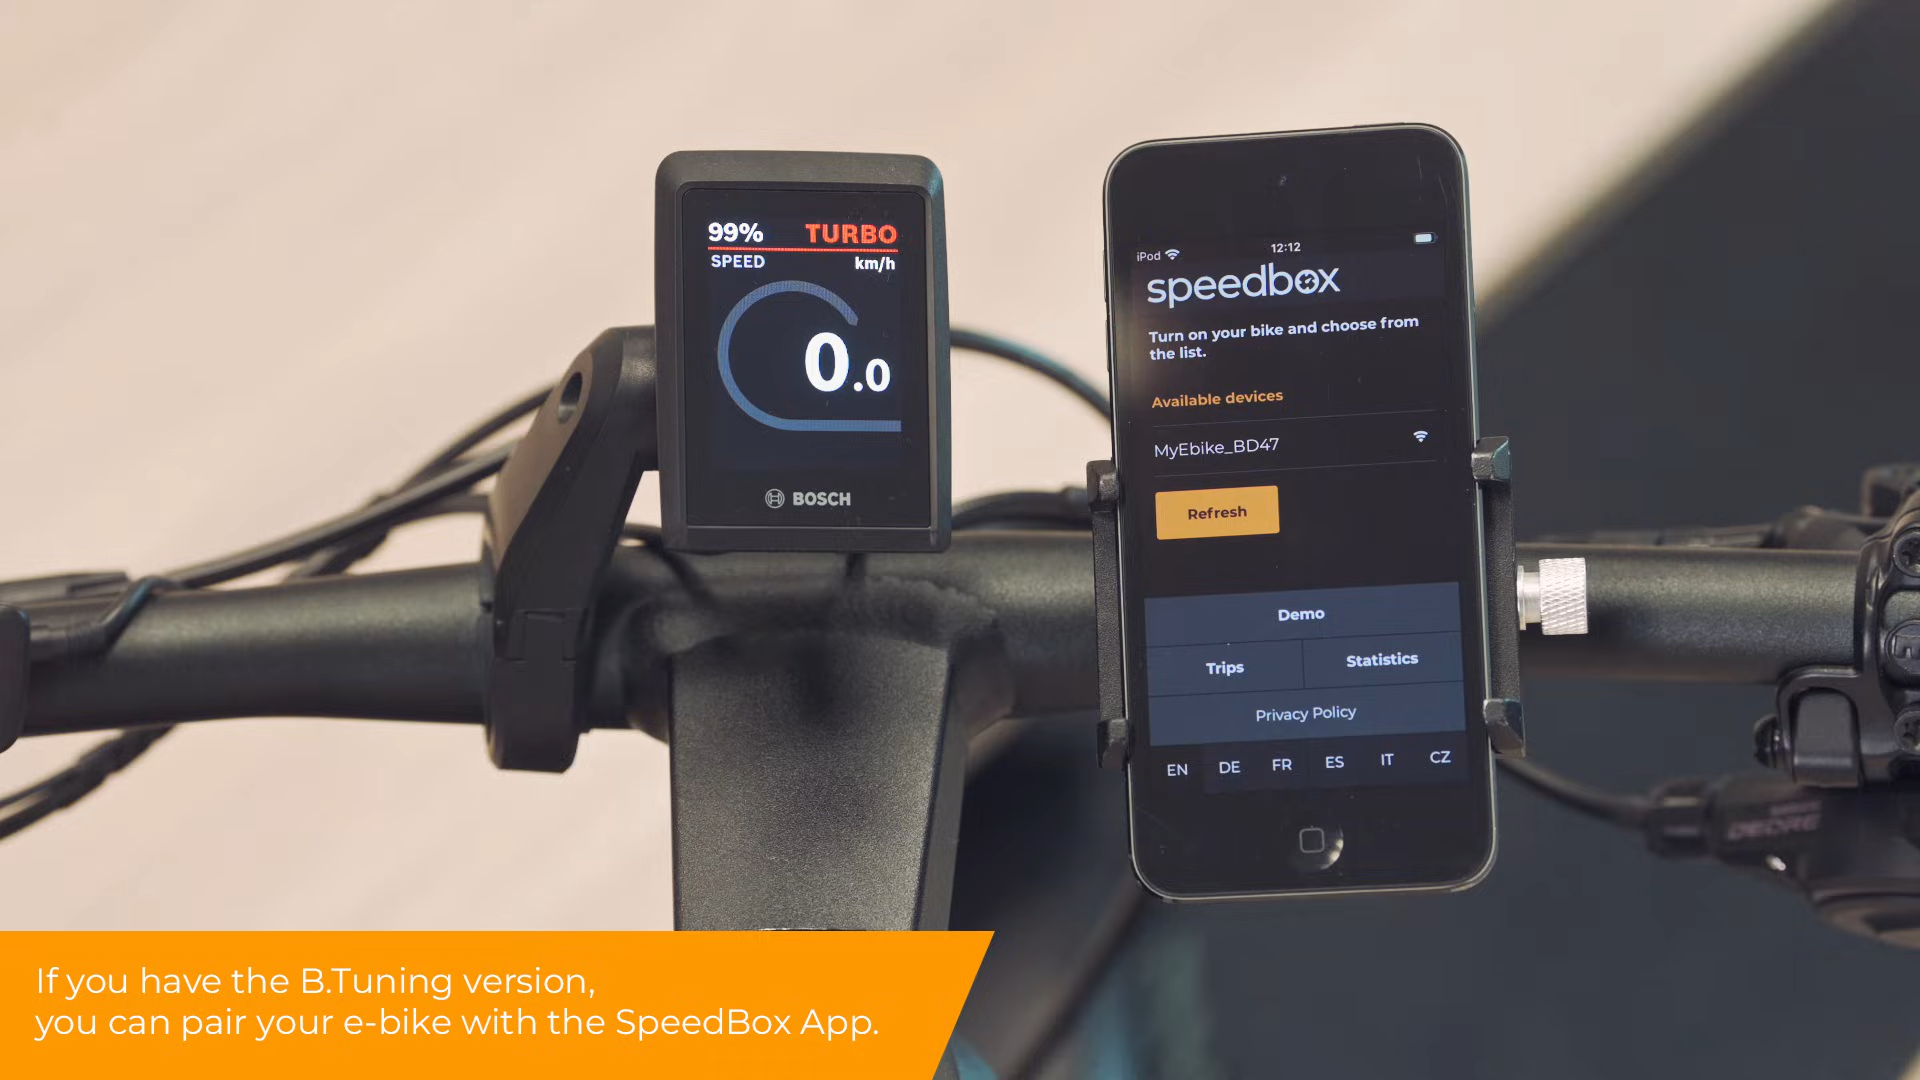 99% TURBO
SPEED km/h
0.0
BOSCH
iPod 12:12
speedbox
Turn on your bike and choose from
the list.
Available devices
MyEbike_BD47
Refresh
Demo
Trips Statistics
Privacy Policy
EN DE FR ES IT CZ
DEORE
If you have the B.Tuning version,
you can pair your e-bike with the SpeedBox App.